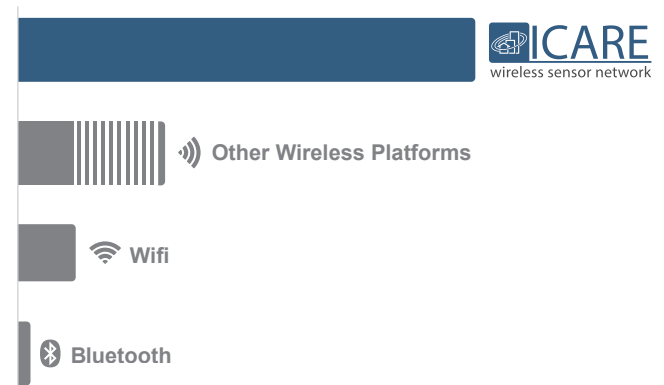 ICARE
wireless sensor network
Other Wireless Platforms
Wifi
Bluetooth